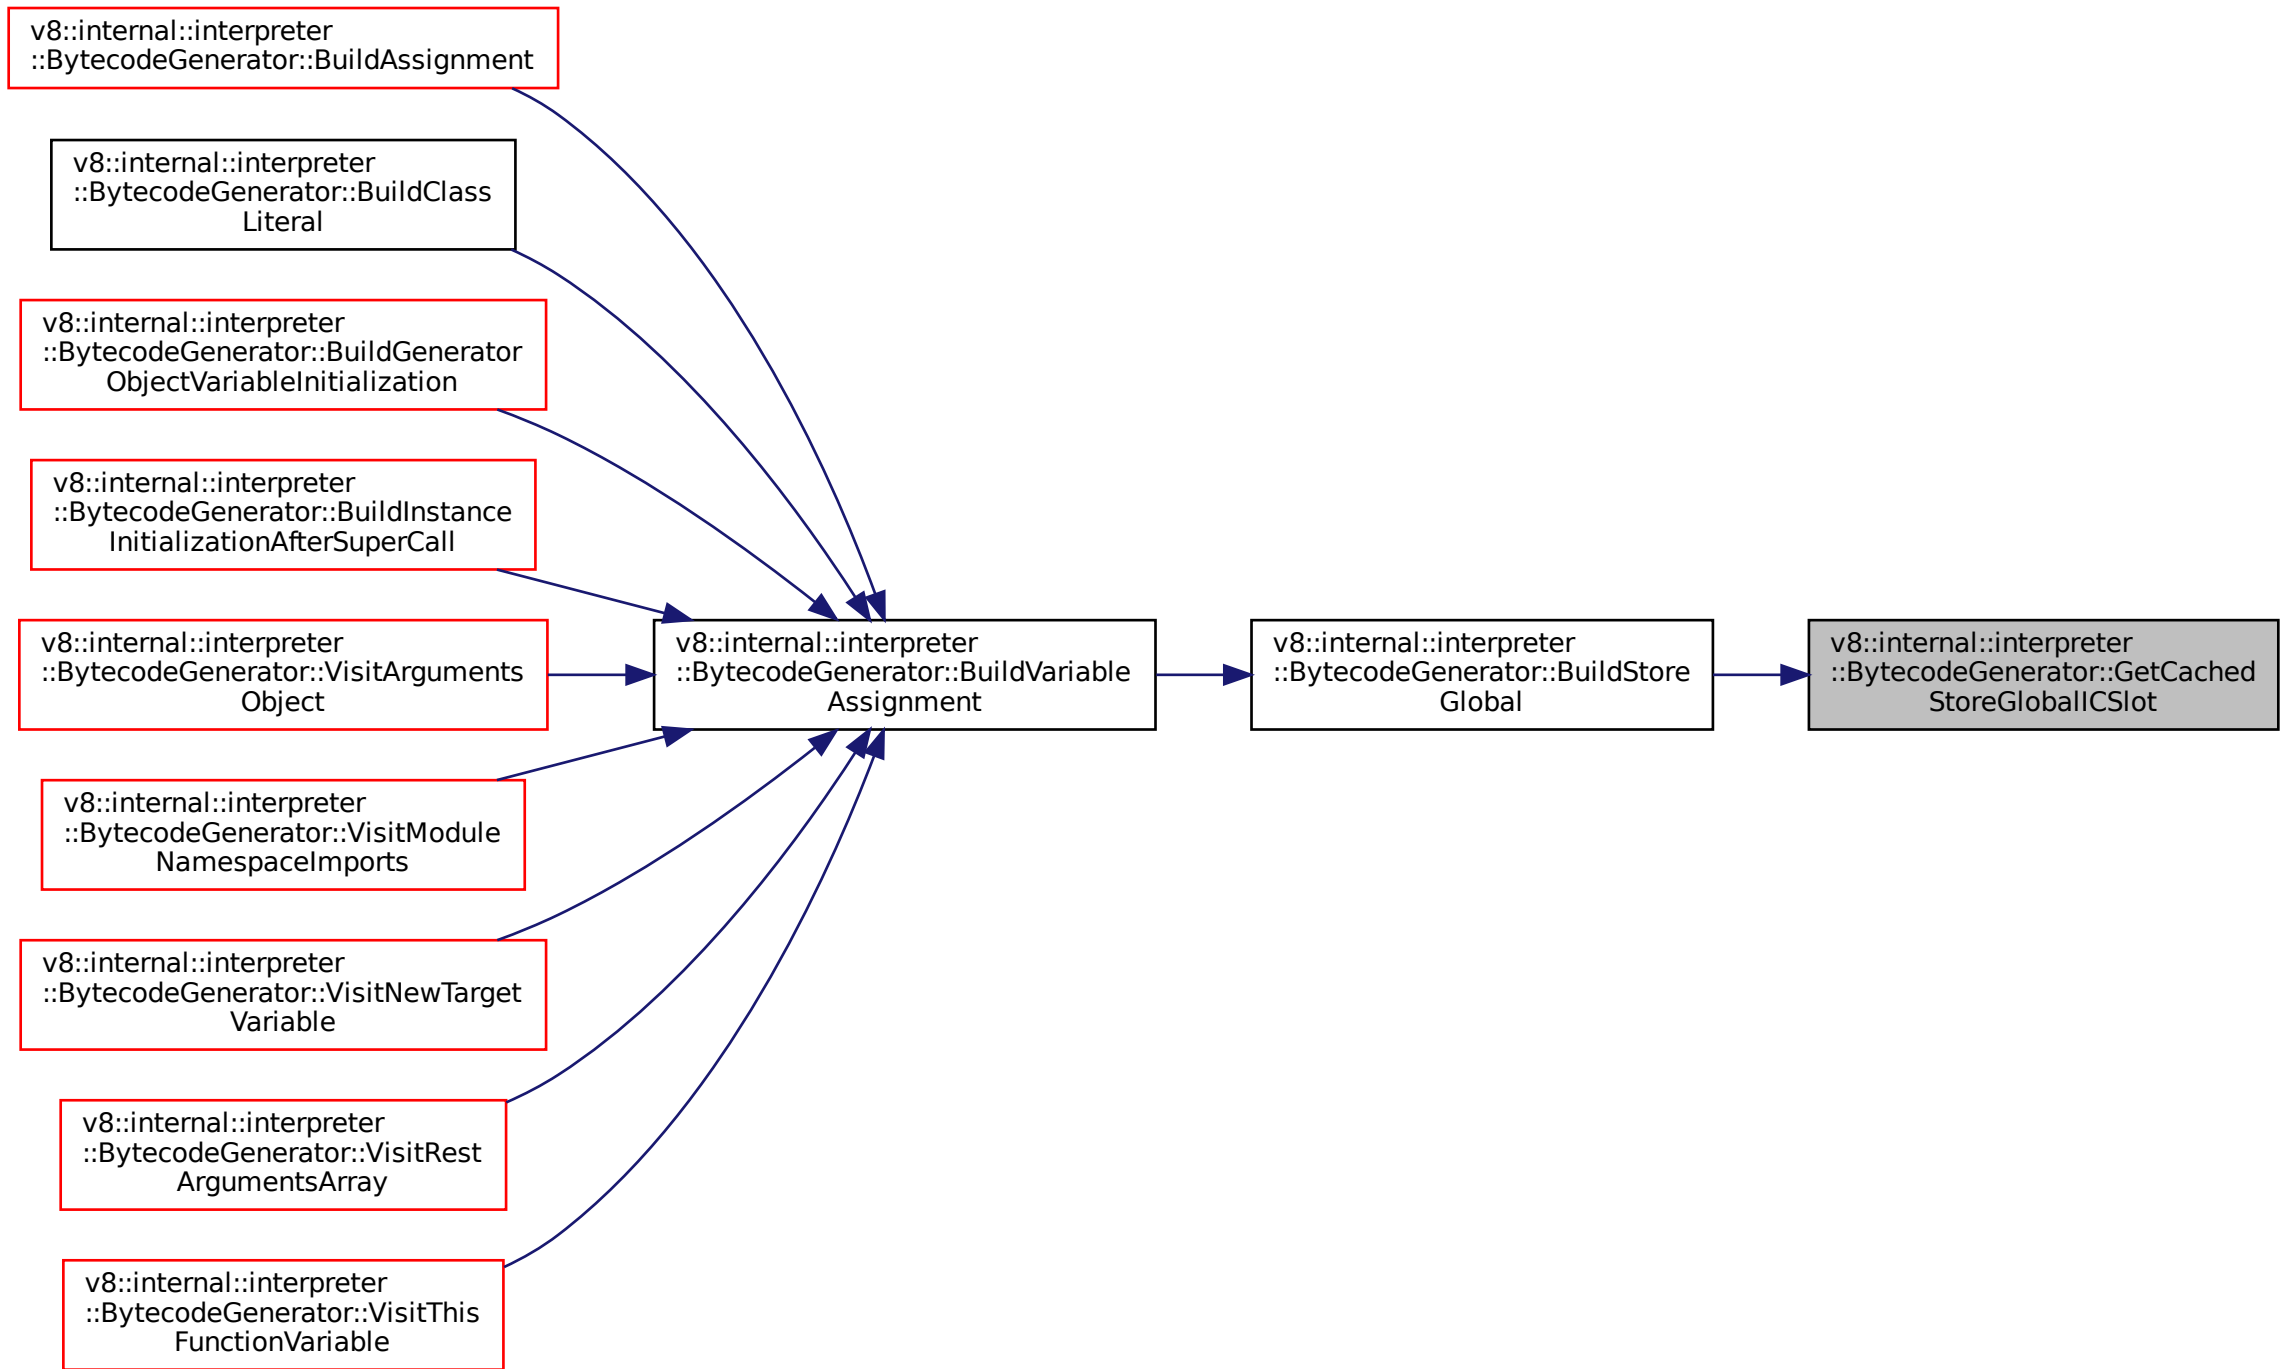 v8::internal::interpreter
::BytecodeGenerator::BuildAssignment
v8::internal::interpreter
::BytecodeGenerator::BuildClass
Literal
v8::internal::interpreter
::BytecodeGenerator::BuildGenerator
ObjectVariableInitialization
v8::internal::interpreter
::BytecodeGenerator::BuildInstance
InitializationAfterSuperCall
v8::internal::interpreter
::BytecodeGenerator::VisitArguments
Object
v8::internal::interpreter
::BytecodeGenerator::VisitModule
NamespaceImports
v8::internal::interpreter
::BytecodeGenerator::VisitNewTarget
Variable
v8::internal::interpreter
::BytecodeGenerator::VisitRest
ArgumentsArray
v8::internal::interpreter
::BytecodeGenerator::VisitThis
FunctionVariable
v8::internal::interpreter
::BytecodeGenerator::BuildVariable
Assignment
v8::internal::interpreter
::BytecodeGenerator::BuildStore
Global
v8::internal::interpreter
::BytecodeGenerator::GetCached
StoreGlobalICSlot